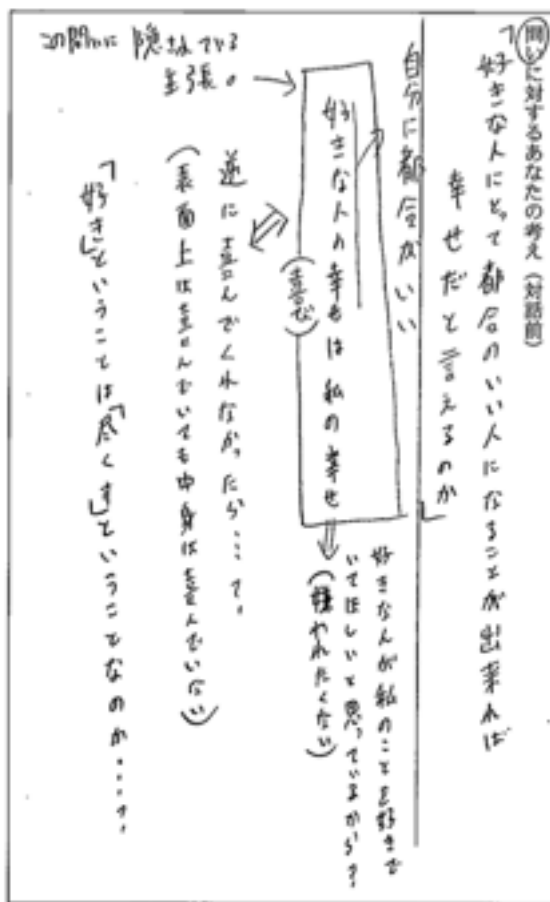 問いに対するあなたの考え(対話前)
「好きな人にとって都合のいい人になることが出来れば
幸せだと言えるのか」
自分に都合がいい
好きな人の幸せは私の幸せ
(喜び)
好きなんが私のことを好きで
いてほしいと思っているから?
(嫌われたくない)
この問いに隠されている
主張。
逆に喜んでくれなかったら…?
(表面上は喜んでいても中身は喜んでいない)
「好き」ということは「尽くす」ということなのか…?